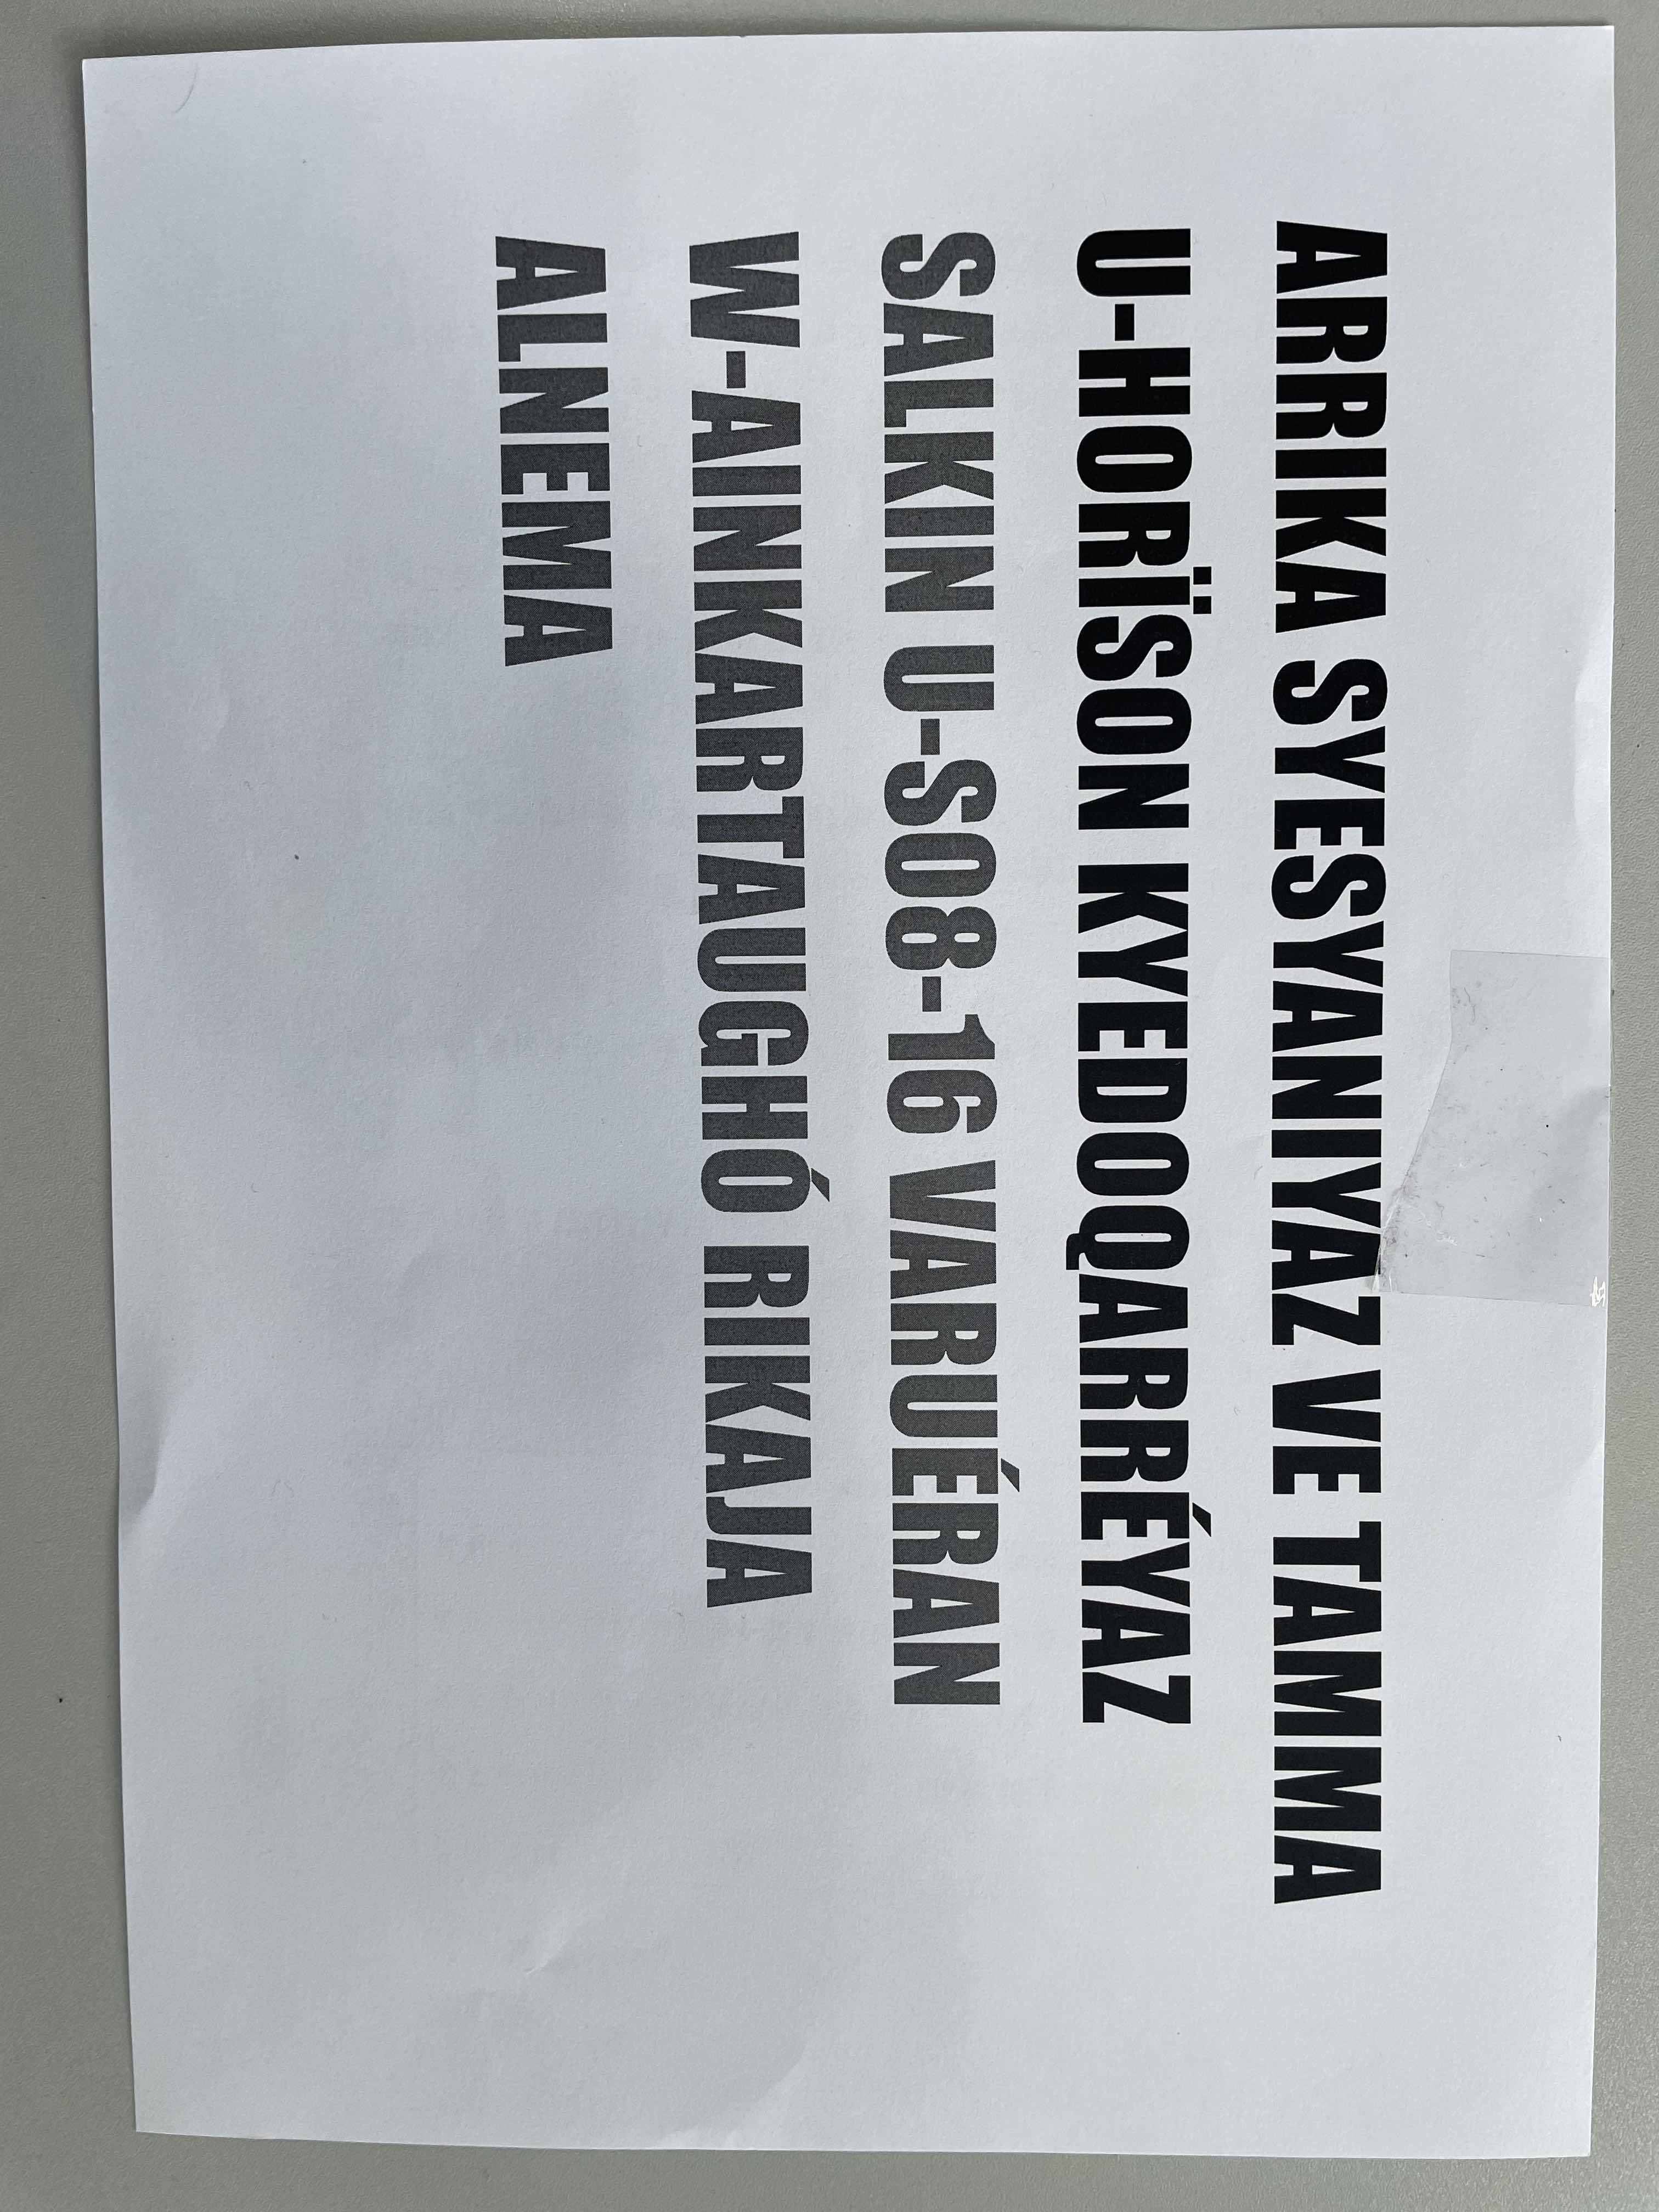 ARRIKA SYESYANIYAZ VE TAMMA
U-HORÏSON KYEDOQARRÉYAZ
SALKIN U-S08-16 VARUÉRAN
W-AINKARTAUGHÓ RIKAJA
ALNEMA